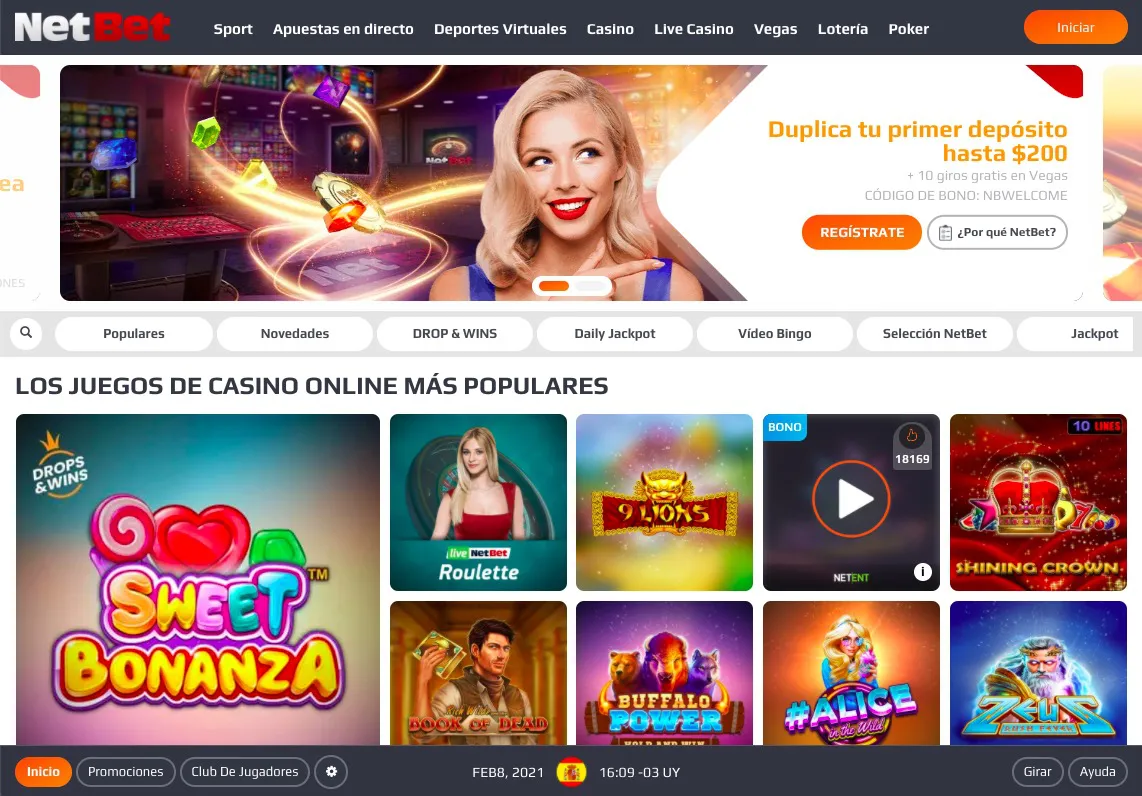 NetBet
Sport
Apuestas en directo
Deportes Virtuales
Casino
Live Casino
Vegas
Lotería
Poker
Iniciar
ea
ONES
NetBet
NetBet
Duplica tu primer depósito
hasta $200
+ 10 giros gratis en Vegas
CÓDIGO DE BONO: NBWELCOME
REGÍSTRATE
¿Por qué NetBet?
Populares
Novedades
DROP & WINS
Daily Jackpot
Vídeo Bingo
Selección NetBet
Jackpot
LOS JUEGOS DE CASINO ONLINE MÁS POPULARES
DROPS
&WINS
SWEET™
BONANZA
live NetBet
Roulette
9 LIONS
BONO
18169
NETENT
i
10 LINES
SHINING CROWN
BOOK OF DEAD
BUFFALO
POWER
HOLD AND WIN
#ALICE
in the Wild
ZEUS
Inicio
Promociones
Club De Jugadores
FEB8, 2021
16:09 -03 UY
Girar
Ayuda